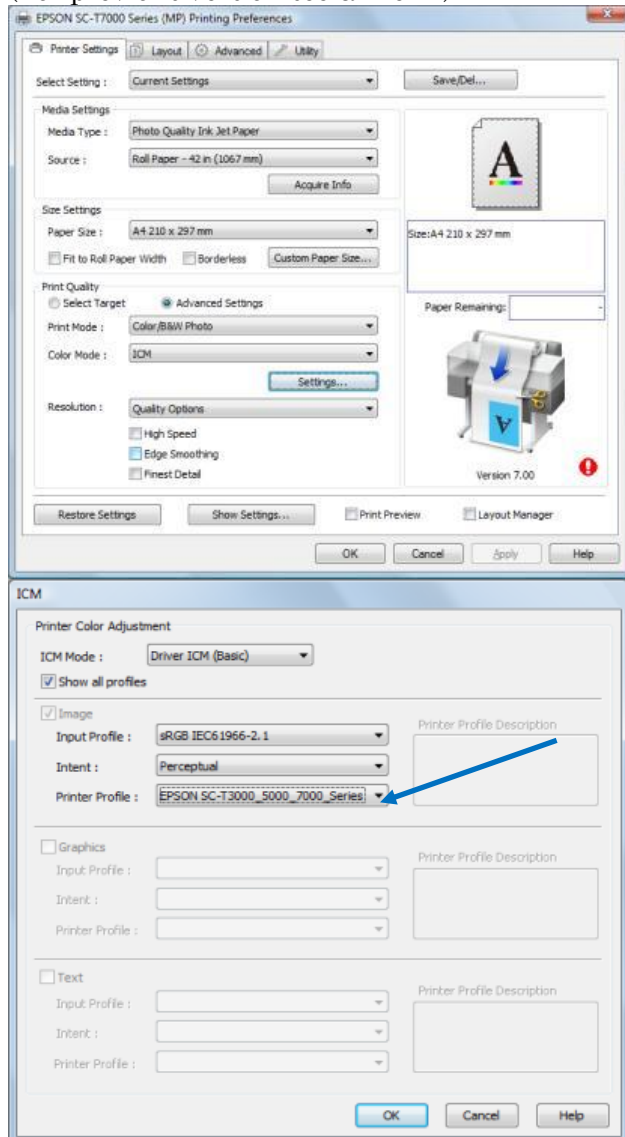 EPSON SC-T7000 Series (MP) Printing Preferences
Printer Settings Layout Advanced Utility
Select Setting : Current Settings Save/Del...
Media Settings
Media Type : Photo Quality Ink Jet Paper
Source : Roll Paper - 42 in (1067 mm)
Acquire Info
A
Size Settings
Paper Size : A4 210 x 297 mm
Size:A4 210 x 297 mm
Fit to Roll Paper Width Borderless Custom Paper Size...
Print Quality
Select Target Advanced Settings
Paper Remaining: -
Print Mode : Color/B&W Photo
Color Mode : ICM
Settings...
Resolution : Quality Options
High Speed
A
Edge Smoothing
Finest Detail
Version 7.00
Restore Settings Show Settings... Print Preview Layout Manager
OK Cancel Apply Help
ICM
Printer Color Adjustment
ICM Mode : Driver ICM (Basic)
Show all profiles
Image
Printer Profile Description
Input Profile : sRGB IEC61966-2.1
Intent : Perceptual
Printer Profile : EPSON SC-T3000_5000_7000_Series
Graphics
Printer Profile Description
Input Profile :
Intent :
Printer Profile :
Text
Printer Profile Description
Input Profile :
Intent :
Printer Profile :
OK Cancel Help